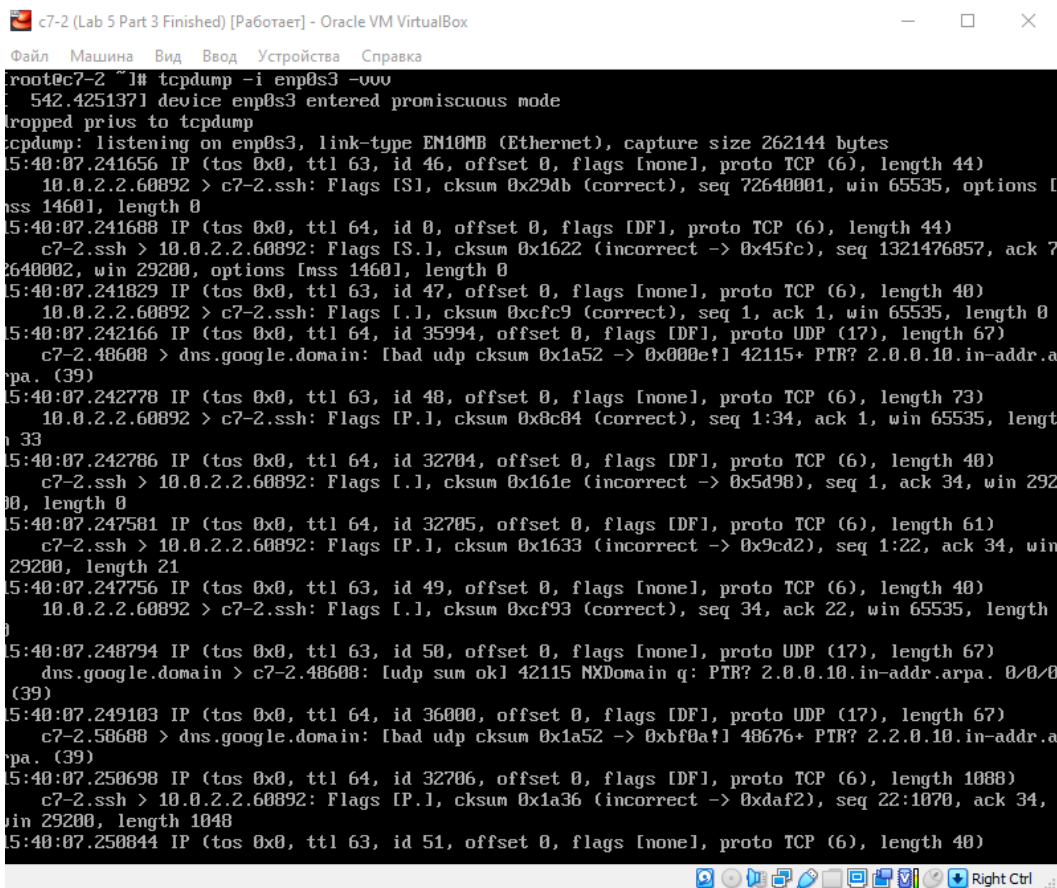 c7-2 (Lab 5 Part 3 Finished) [Работает] - Oracle VM VirtualBox
Файл Машина Вид Ввод Устройства Справка
[root@c7-2 ~]# tcpdump -i enp0s3 -vvv
[ 542.425137] device enp0s3 entered promiscuous mode
dropped privs to tcpdump
tcpdump: listening on enp0s3, link-type EN10MB (Ethernet), capture size 262144 bytes
15:40:07.241656 IP (tos 0x0, ttl 63, id 46, offset 0, flags [none], proto TCP (6), length 44)
10.0.2.2.60892 > c7-2.ssh: Flags [S], cksum 0x29db (correct), seq 72640001, win 65535, options [
mss 1460], length 0
15:40:07.241688 IP (tos 0x0, ttl 64, id 0, offset 0, flags [DF], proto TCP (6), length 44)
c7-2.ssh > 10.0.2.2.60892: Flags [S.], cksum 0x1622 (incorrect -> 0x45fc), seq 1321476857, ack 7
2640002, win 29200, options [mss 1460], length 0
15:40:07.241829 IP (tos 0x0, ttl 63, id 47, offset 0, flags [none], proto TCP (6), length 40)
10.0.2.2.60892 > c7-2.ssh: Flags [.], cksum 0xcfc9 (correct), seq 1, ack 1, win 65535, length 0
15:40:07.242166 IP (tos 0x0, ttl 64, id 35994, offset 0, flags [DF], proto UDP (17), length 67)
c7-2.48608 > dns.google.domain: [bad udp cksum 0x1a52 -> 0x000e!] 42115+ PTR? 2.0.0.10.in-addr.a
rpa. (39)
15:40:07.242778 IP (tos 0x0, ttl 63, id 48, offset 0, flags [none], proto TCP (6), length 73)
10.0.2.2.60892 > c7-2.ssh: Flags [P.], cksum 0x8c84 (correct), seq 1:34, ack 1, win 65535, lengt
h 33
15:40:07.242786 IP (tos 0x0, ttl 64, id 32704, offset 0, flags [DF], proto TCP (6), length 40)
c7-2.ssh > 10.0.2.2.60892: Flags [.], cksum 0x161e (incorrect -> 0x5d98), seq 1, ack 34, win 292
00, length 0
15:40:07.247581 IP (tos 0x0, ttl 64, id 32705, offset 0, flags [DF], proto TCP (6), length 61)
c7-2.ssh > 10.0.2.2.60892: Flags [P.], cksum 0x1633 (incorrect -> 0x9cd2), seq 1:22, ack 34, win
29200, length 21
15:40:07.247756 IP (tos 0x0, ttl 63, id 49, offset 0, flags [none], proto TCP (6), length 40)
10.0.2.2.60892 > c7-2.ssh: Flags [.], cksum 0xcf93 (correct), seq 34, ack 22, win 65535, length
0
15:40:07.248794 IP (tos 0x0, ttl 63, id 50, offset 0, flags [none], proto UDP (17), length 67)
dns.google.domain > c7-2.48608: [udp sum ok] 42115 NXDomain q: PTR? 2.0.0.10.in-addr.arpa. 0/0/0
(39)
15:40:07.249103 IP (tos 0x0, ttl 64, id 36000, offset 0, flags [DF], proto UDP (17), length 67)
c7-2.58688 > dns.google.domain: [bad udp cksum 0x1a52 -> 0xbf0a!] 48676+ PTR? 2.2.0.10.in-addr.a
rpa. (39)
15:40:07.250698 IP (tos 0x0, ttl 64, id 32706, offset 0, flags [DF], proto TCP (6), length 1088)
c7-2.ssh > 10.0.2.2.60892: Flags [P.], cksum 0x1a36 (incorrect -> 0xdaf2), seq 22:1070, ack 34,
win 29200, length 1048
15:40:07.250844 IP (tos 0x0, ttl 63, id 51, offset 0, flags [none], proto TCP (6), length 40)
Right Ctrl